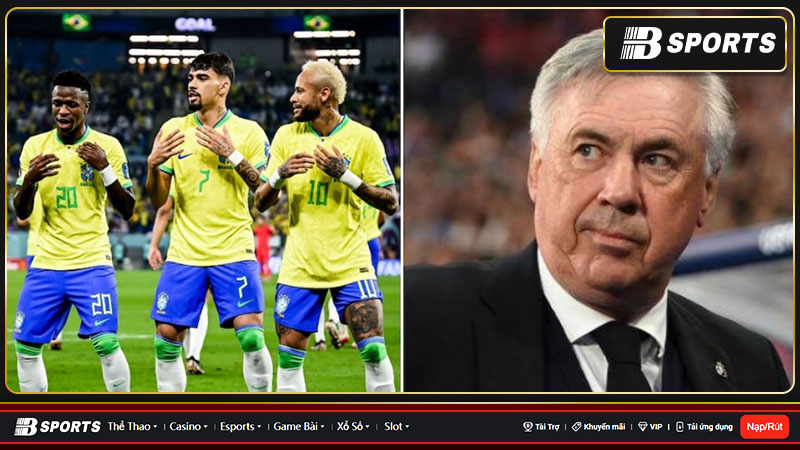 GOAL
B SPORTS
20
7
10
20
7
10
B SPORTS
Thể Thao
Casino
Esports
Game Bài
Xổ Số
Slot
Tài Trợ
Khuyến mãi
VIP
Tải ứng dụng
Nạp/Rút